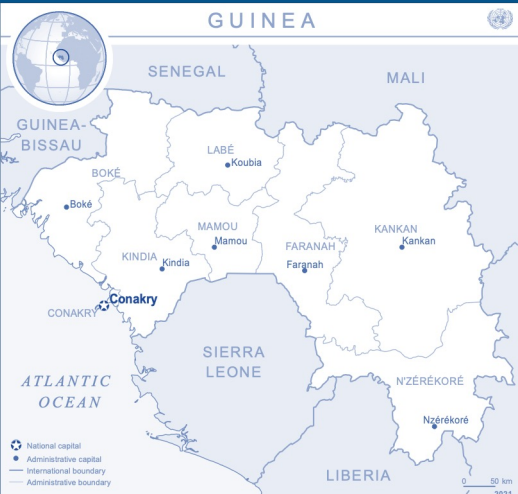 GUINEA
SENEGAL
MALI
GUINEA-
BISSAU
LABÉ
Koubia
BOKÉ
Boké
MAMOU
Mamou
KANKAN
Kankan
FARANAH
Faranah
KINDIA
Kindia
Conakry
CONAKRY
SIERRA
LEONE
ATLANTIC
OCEAN
N'ZÉRÉKORÉ
Nzérékoré
LIBERIA
National capital
Administrative capital
International boundary
Administrative boundary
0 50 km
2021